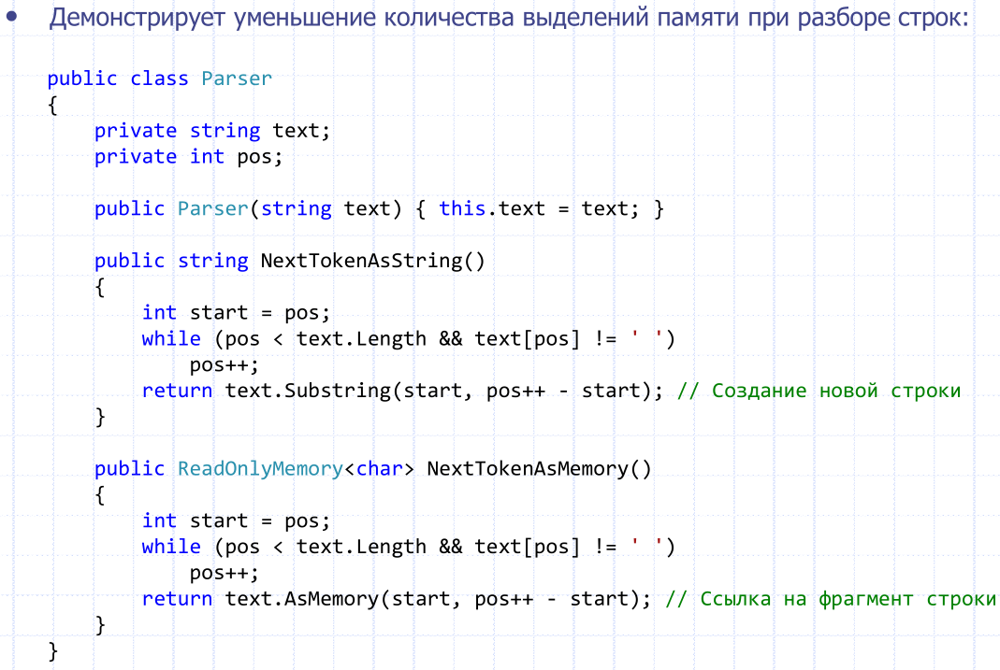 • Демонстрирует уменьшение количества выделений памяти при разборе строк:
public class Parser
{
    private string text;
    private int pos;
    public Parser(string text) { this.text = text; }
    public string NextTokenAsString()
    {
        int start = pos;
        while (pos < text.Length && text[pos] != ' ')
            pos++;
        return text.Substring(start, pos++ - start); // Создание новой строки
    }
    public ReadOnlyMemory<char> NextTokenAsMemory()
    {
        int start = pos;
        while (pos < text.Length && text[pos] != ' ')
            pos++;
        return text.AsMemory(start, pos++ - start); // Ссылка на фрагмент строки
    }
}